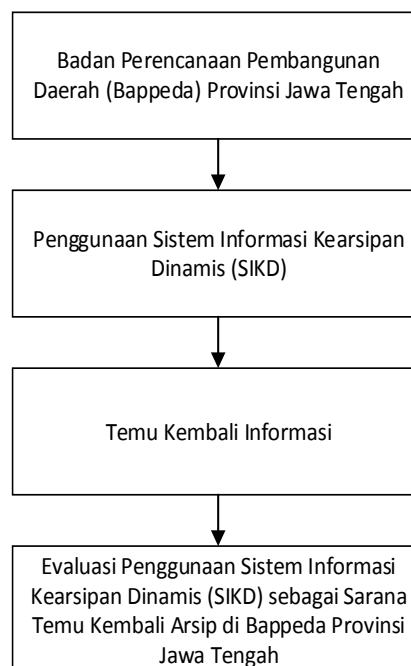 Badan Perencanaan Pembangunan
Daerah (Bappeda) Provinsi Jawa Tengah
Penggunaan Sistem Informasi Kearsipan
Dinamis (SIKD)
Temu Kembali Informasi
Evaluasi Penggunaan Sistem Informasi
Kearsipan Dinamis (SIKD) sebagai Sarana
Temu Kembali Arsip di Bappeda Provinsi
Jawa Tengah